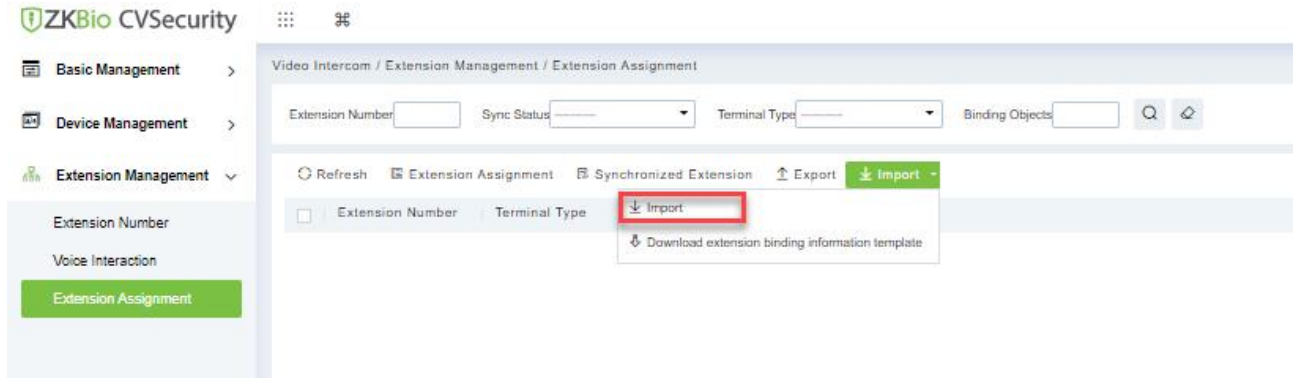 ZKBio CVSecurity
Basic Management
Device Management
Extension Management
Extension Number
Voice Interaction
Extension Assignment
Video Intercom / Extension Management / Extension Assignment
Extension Number Sync Status --------- Terminal Type --------- Binding Objects
Refresh Extension Assignment Synchronized Extension Export Import
Extension Number Terminal Type
Import
Download extension binding information template